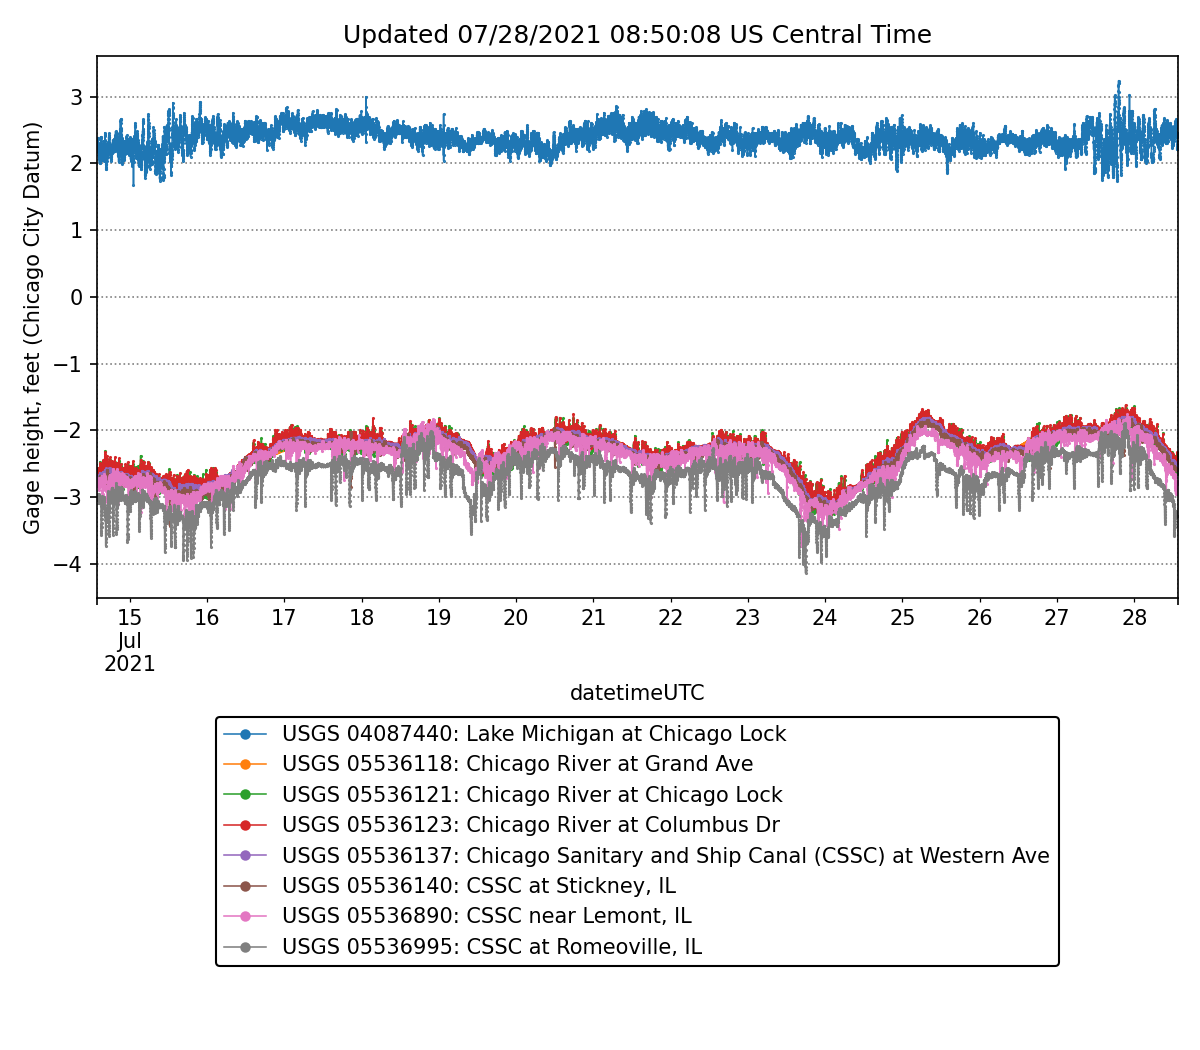 Updated 07/28/2021 08:50:08 US Central Time
Gage height, feet (Chicago City Datum)
3
2
1
0
−1
−2
−3
−4
15 16 17 18 19 20 21 22 23 24 25 26 27 28
Jul
2021
datetimeUTC
USGS 04087440: Lake Michigan at Chicago Lock
USGS 05536118: Chicago River at Grand Ave
USGS 05536121: Chicago River at Chicago Lock
USGS 05536123: Chicago River at Columbus Dr
USGS 05536137: Chicago Sanitary and Ship Canal (CSSC) at Western Ave
USGS 05536140: CSSC at Stickney, IL
USGS 05536890: CSSC near Lemont, IL
USGS 05536995: CSSC at Romeoville, IL